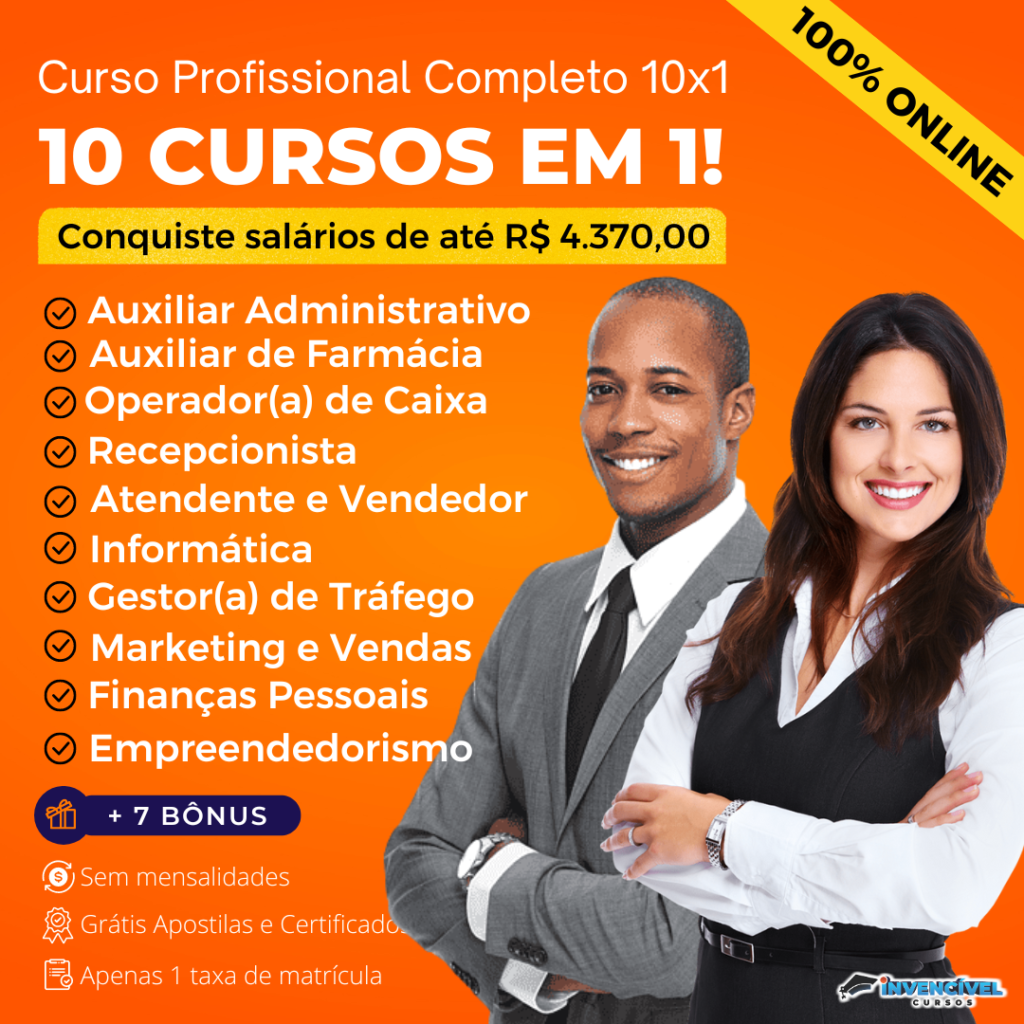 100% ONLINE
Curso Profissional Completo 10x1
10 CURSOS EM 1!
Conquiste salários de até R$ 4.370,00
Auxiliar Administrativo
Auxiliar de Farmácia
Operador(a) de Caixa
Recepcionista
Atendente e Vendedor
Informática
Gestor(a) de Tráfego
Marketing e Vendas
Finanças Pessoais
Empreendedorismo
+ 7 BÔNUS
Sem mensalidades
Grátis Apostilas e Certificados
Apenas 1 taxa de matrícula
INVENCÍVEL
CURSOS